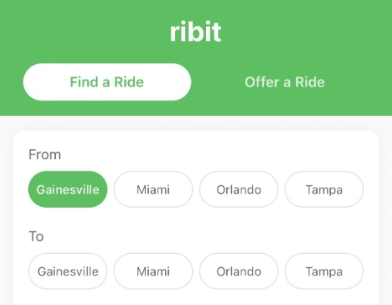 ribit
Find a Ride Offer a Ride
From
Gainesville Miami Orlando Tampa
To
Gainesville Miami Orlando Tampa